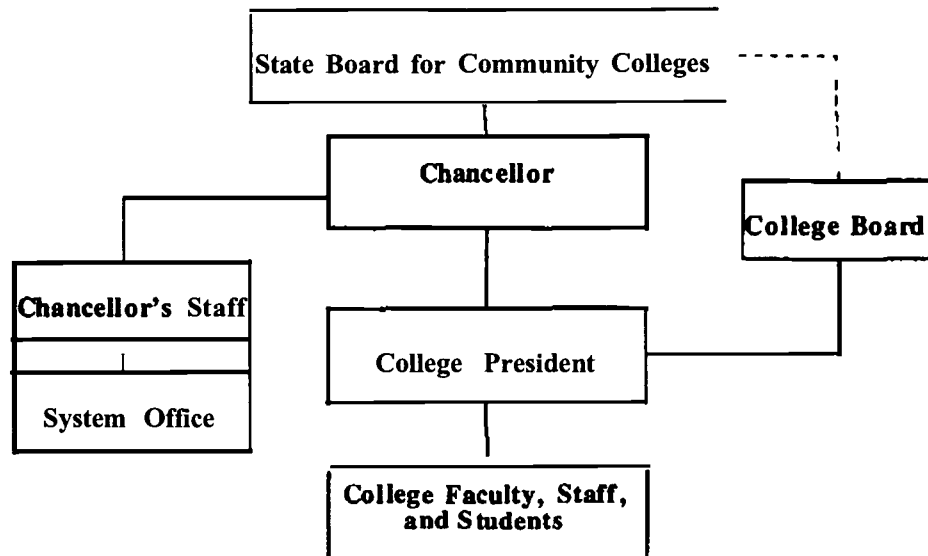 State Board for Community Colleges
Chancellor
College Board
Chancellor's Staff
College President
System Office
College Faculty, Staff,
and Students